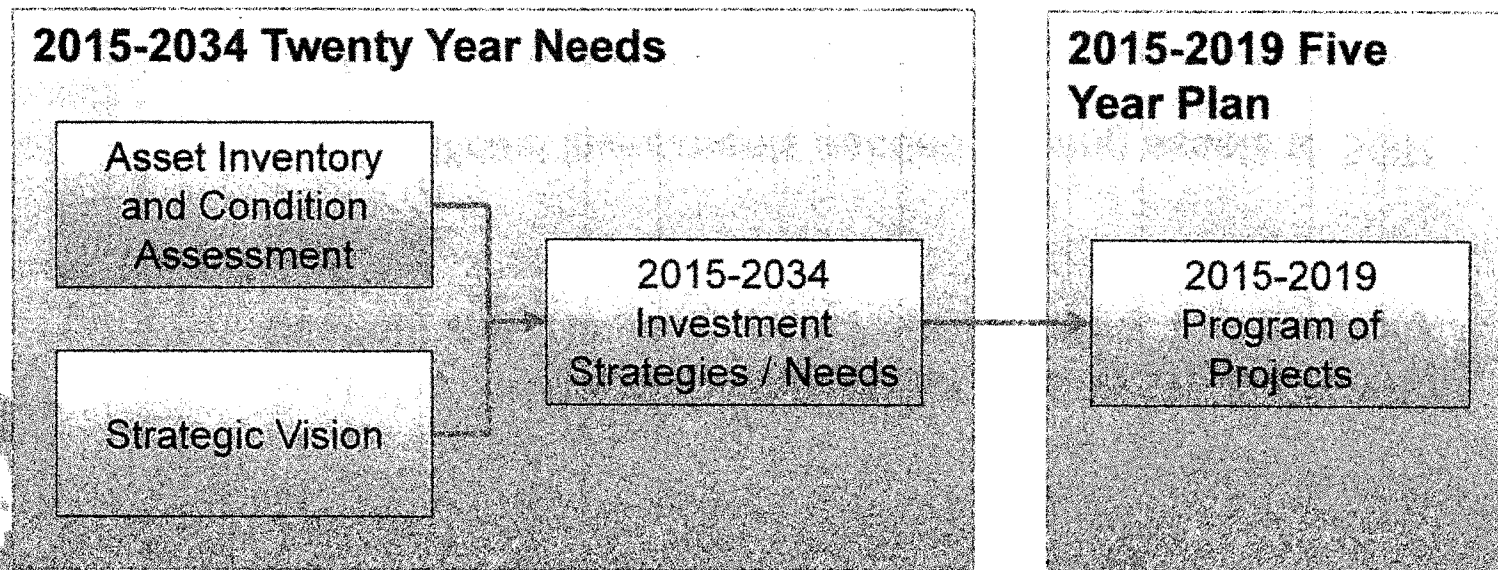 2015-2034 Twenty Year Needs
Asset Inventory
and Condition
Assessment
Strategic Vision
2015-2034
Investment
Strategies / Needs
2015-2019 Five
Year Plan
2015-2019
Program of
Projects